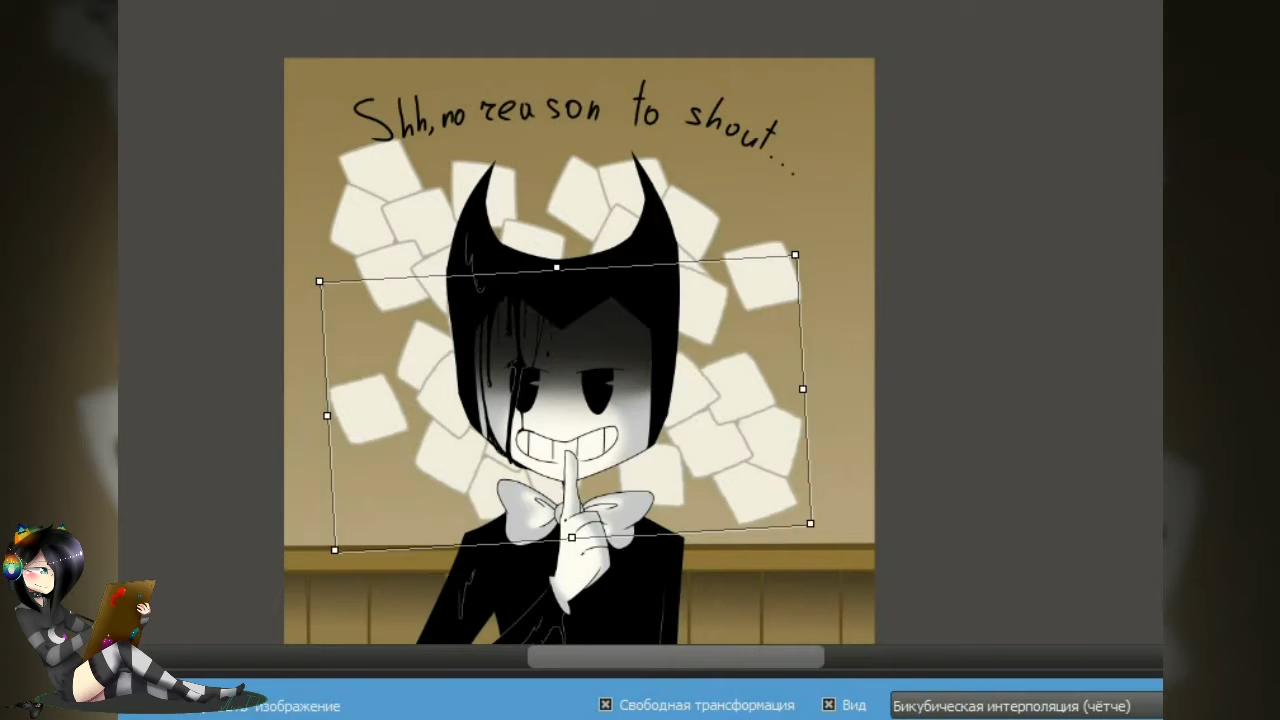 Shh, no reason to shout...
изображение
Свободная трансформация
Вид
Бикубическая интерполяция (чётче)